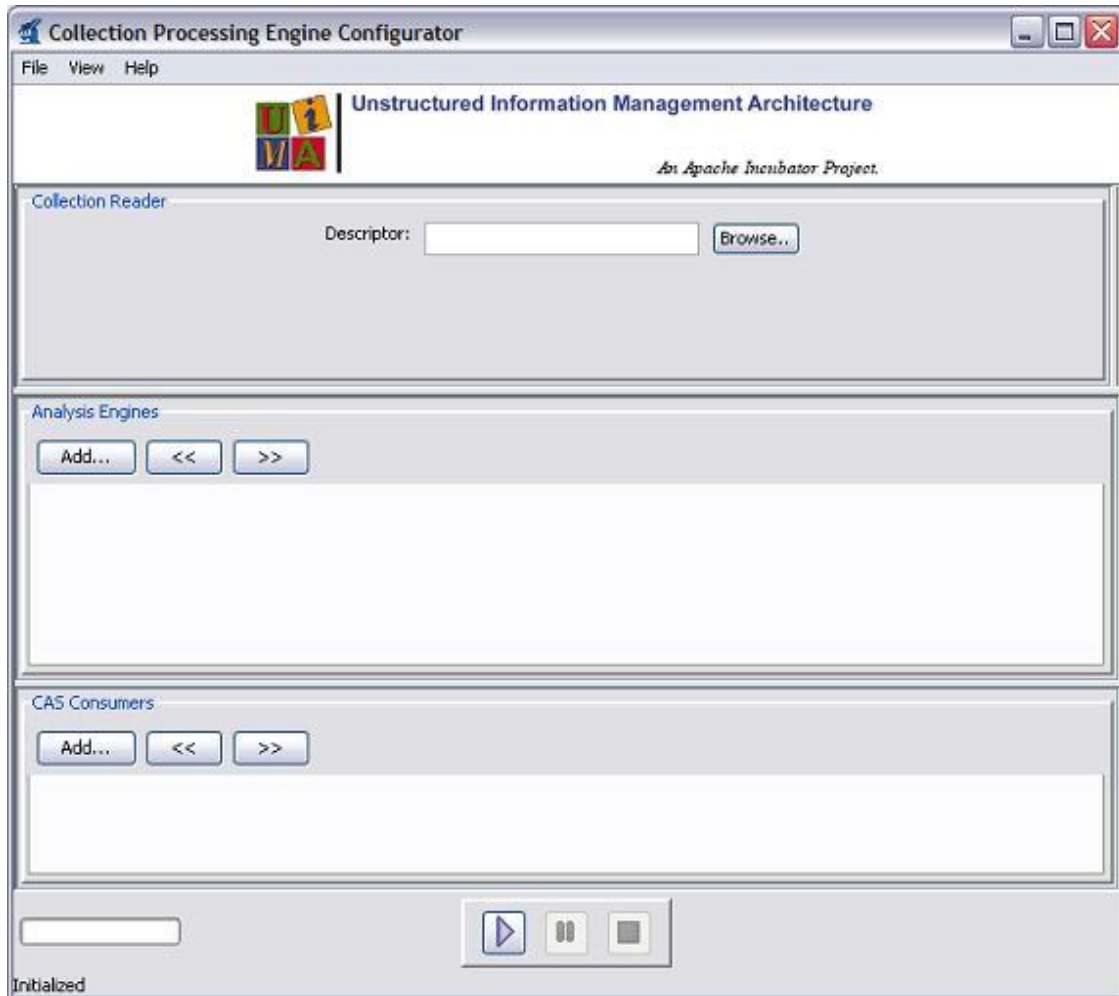 Collection Processing Engine Configurator
File View Help
UiMA
Unstructured Information Management Architecture
An Apache Incubator Project.
Collection Reader
Descriptor: Browse..
Analysis Engines
Add... << >>
CAS Consumers
Add... << >>
Initialized